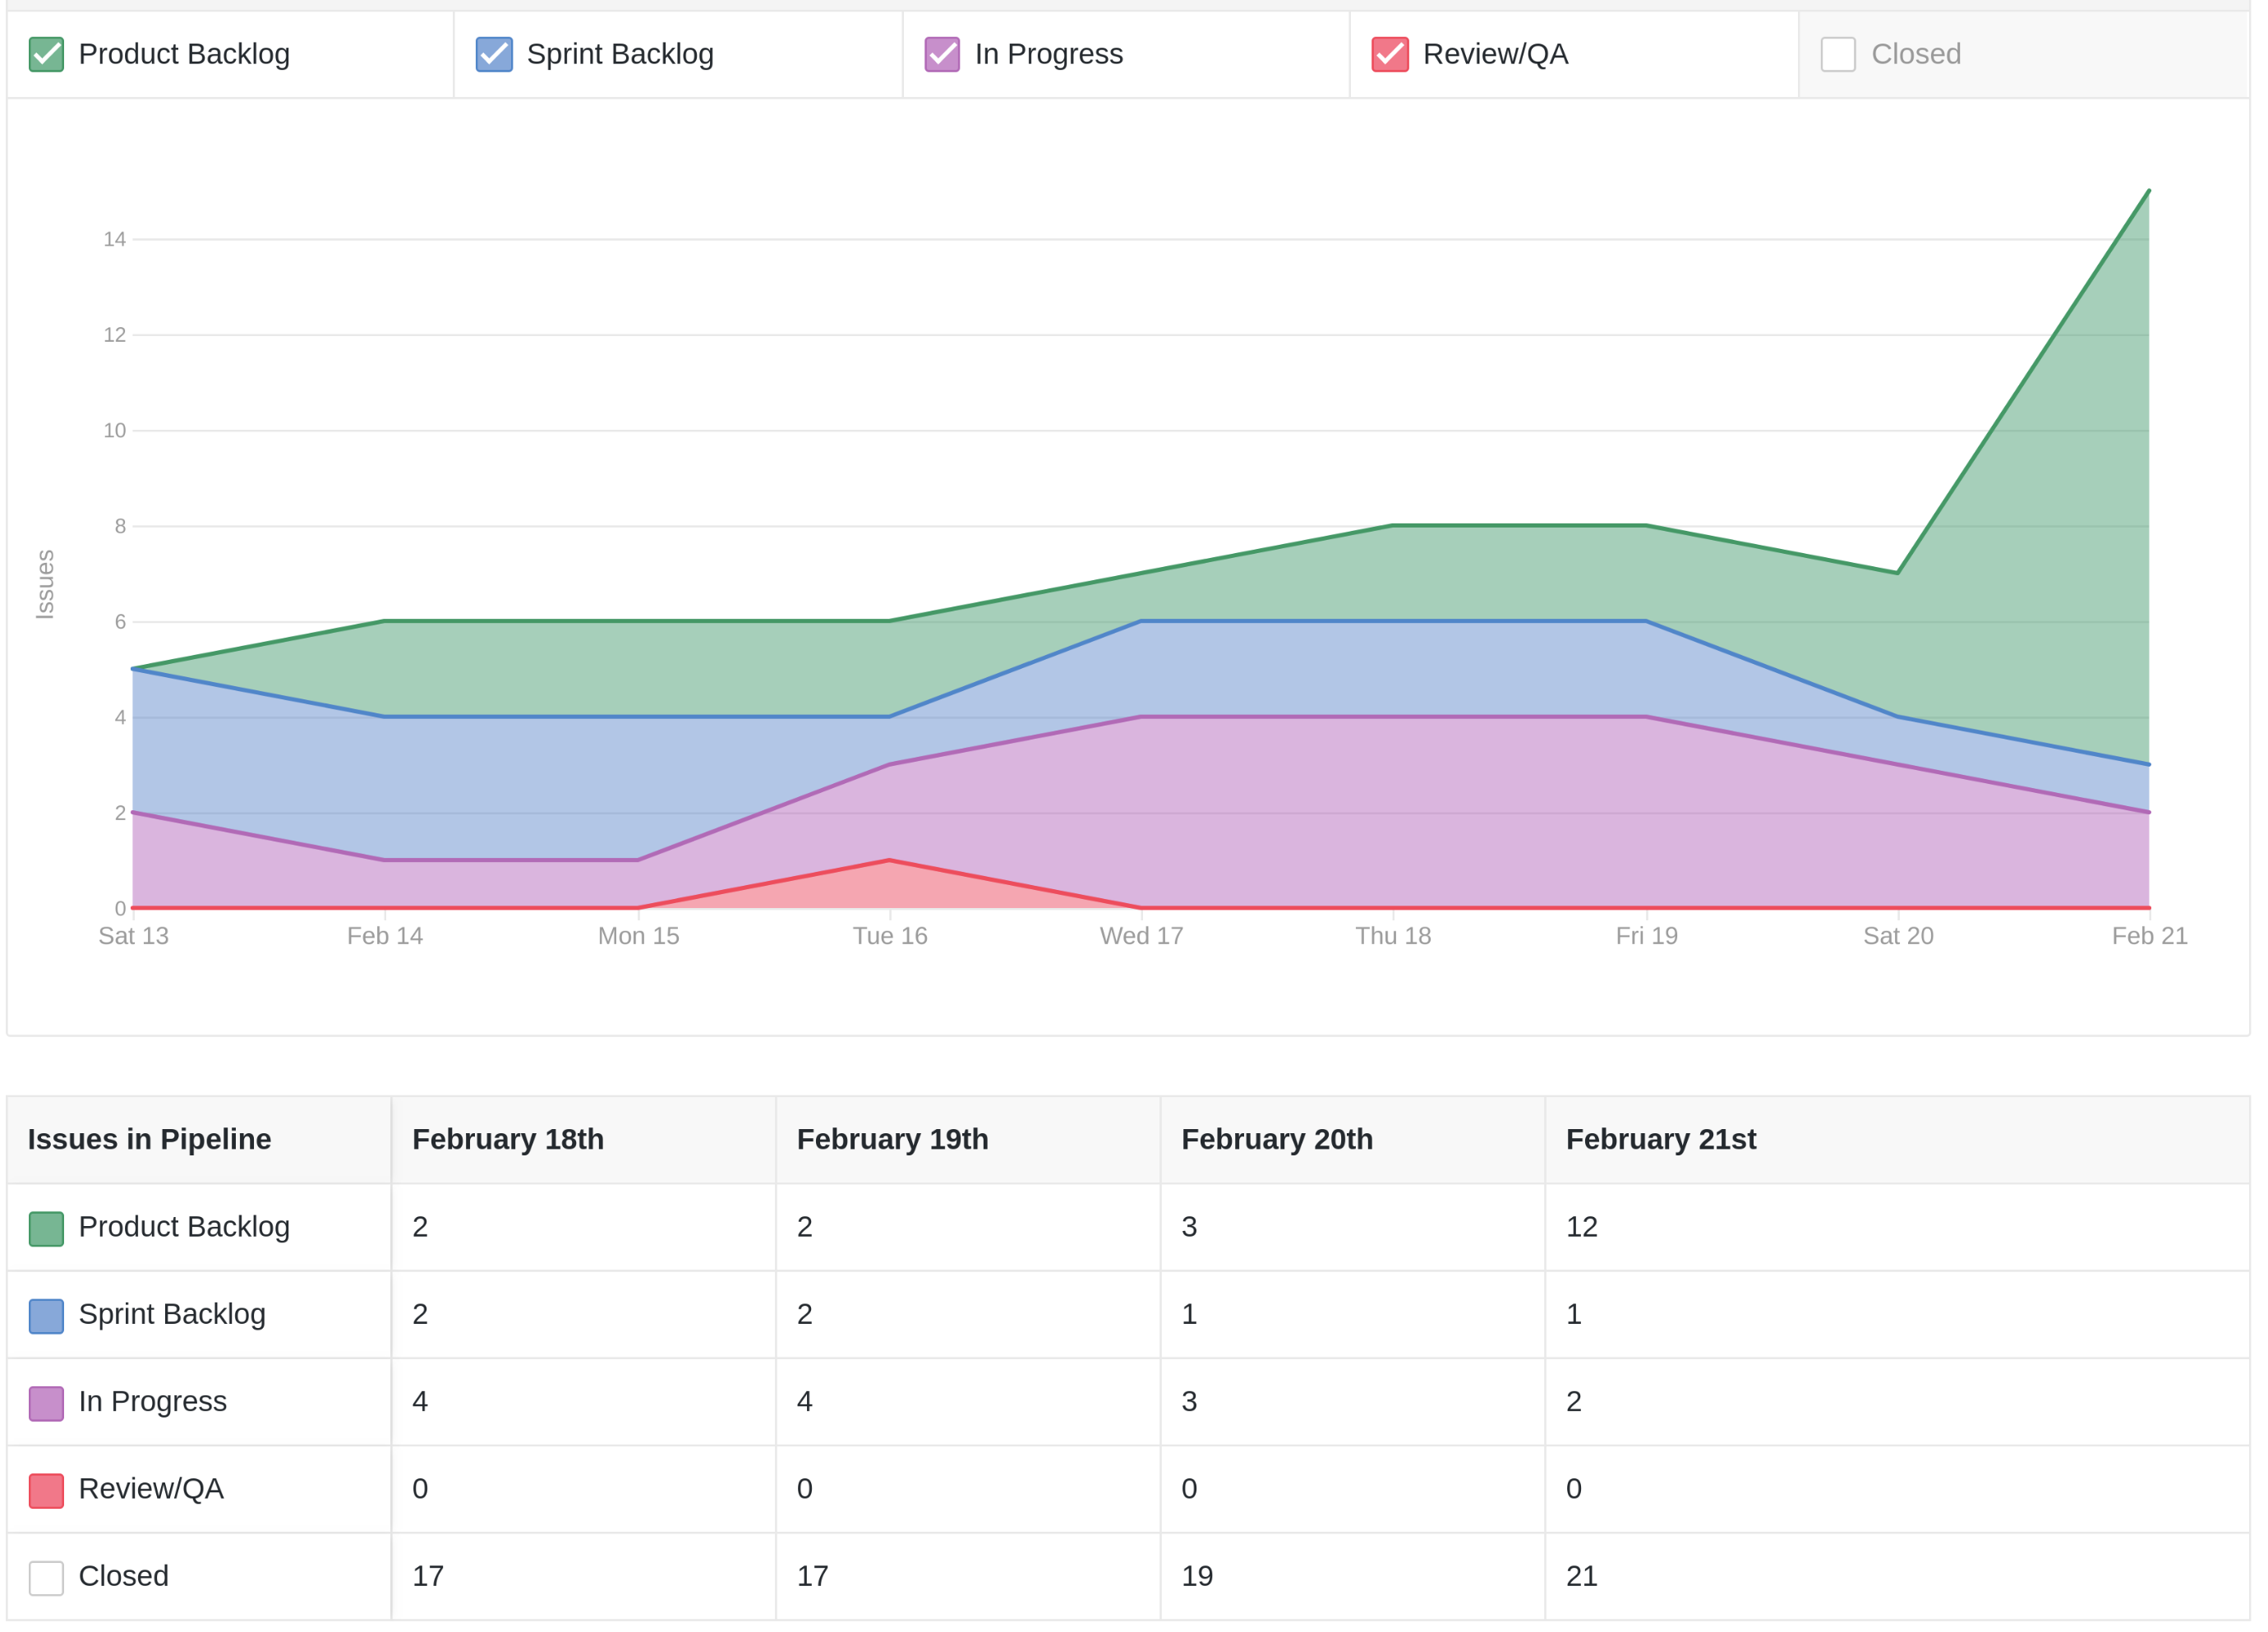 Product Backlog Sprint Backlog In Progress Review/QA Closed
14
12
10
8
6
4
2
0
Issues
Sat 13 Feb 14 Mon 15 Tue 16 Wed 17 Thu 18 Fri 19 Sat 20 Feb 21
Issues in Pipeline February 18th February 19th February 20th February 21st
Product Backlog 2 2 3 12
Sprint Backlog 2 2 1 1
In Progress 4 4 3 2
Review/QA 0 0 0 0
Closed 17 17 19 21